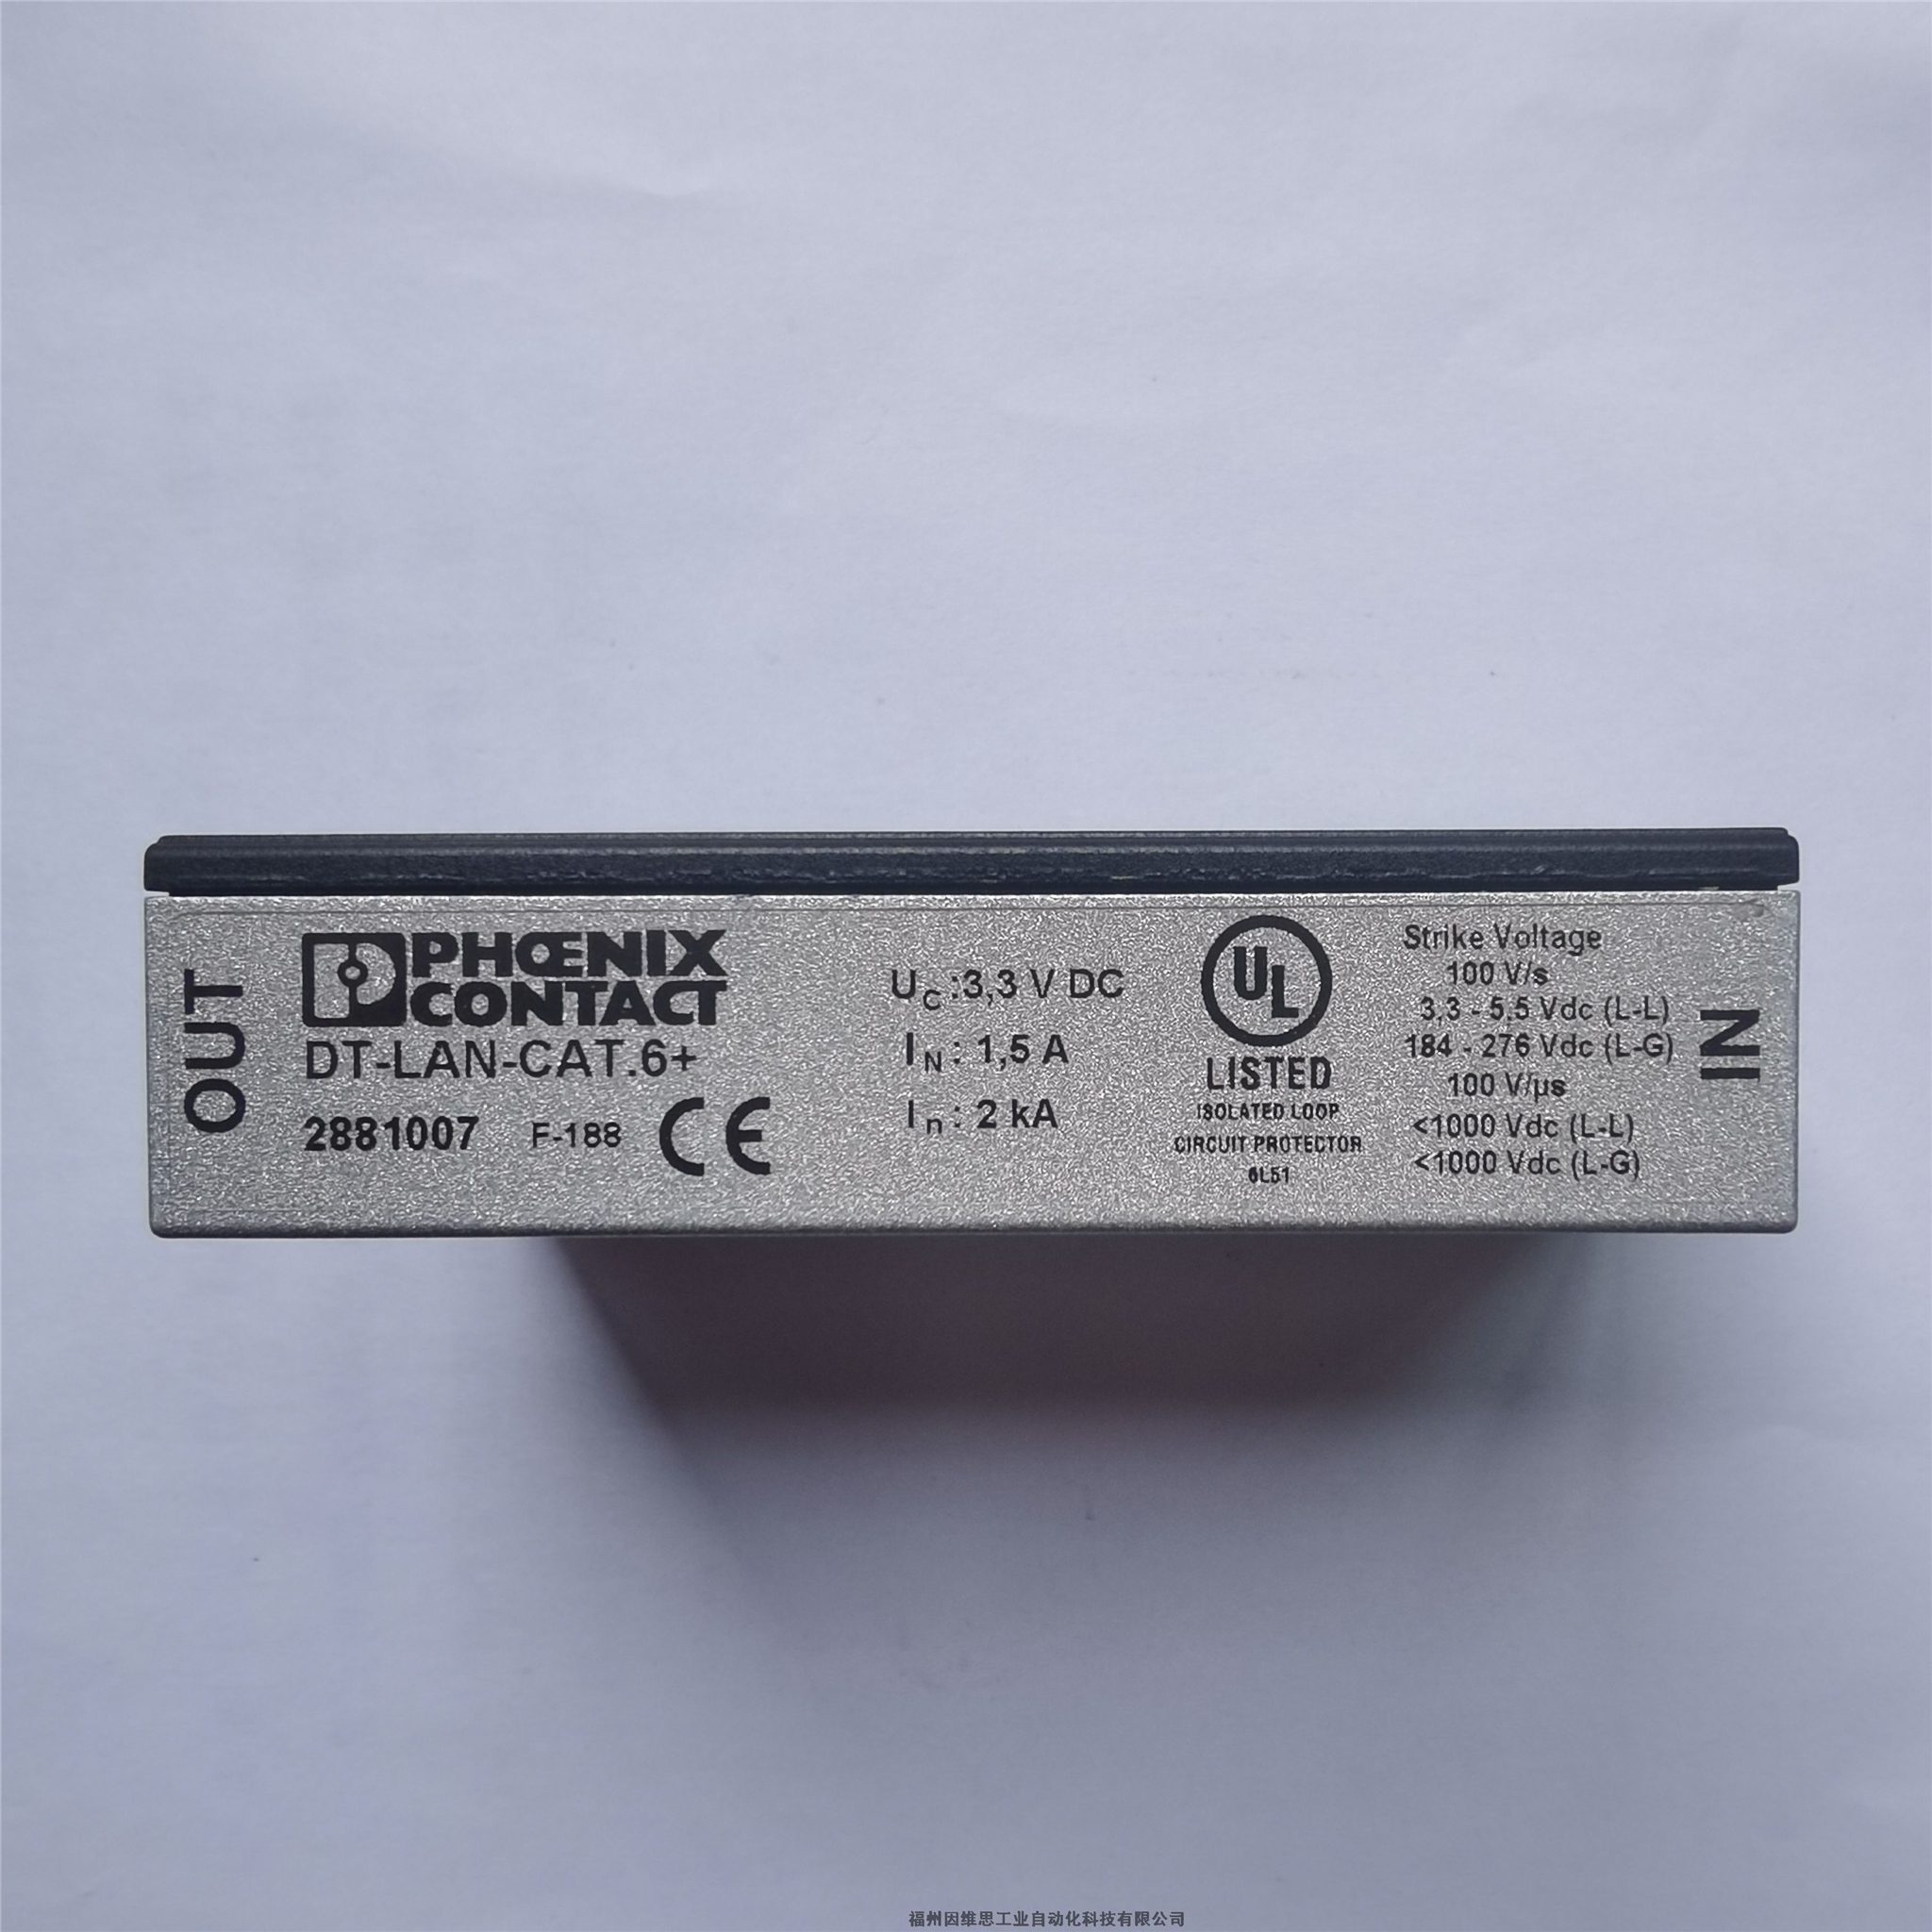 OUT
PHŒNIX
CONTACT
DT-LAN-CAT.6+
2881007 F-188 CE
UC:3,3 V DC
IN: 1,5 A
In: 2 kA
UL
LISTED
ISOLATED LOOP
CIRCUIT PROTECTOR
6L51
Strike Voltage
100 V/s
3,3 - 5,5 Vdc (L-L)
184 - 276 Vdc (L-G)
100 V/µs
<1000 Vdc (L-L)
<1000 Vdc (L-G)
IN
福州因维思工业自动化科技有限公司